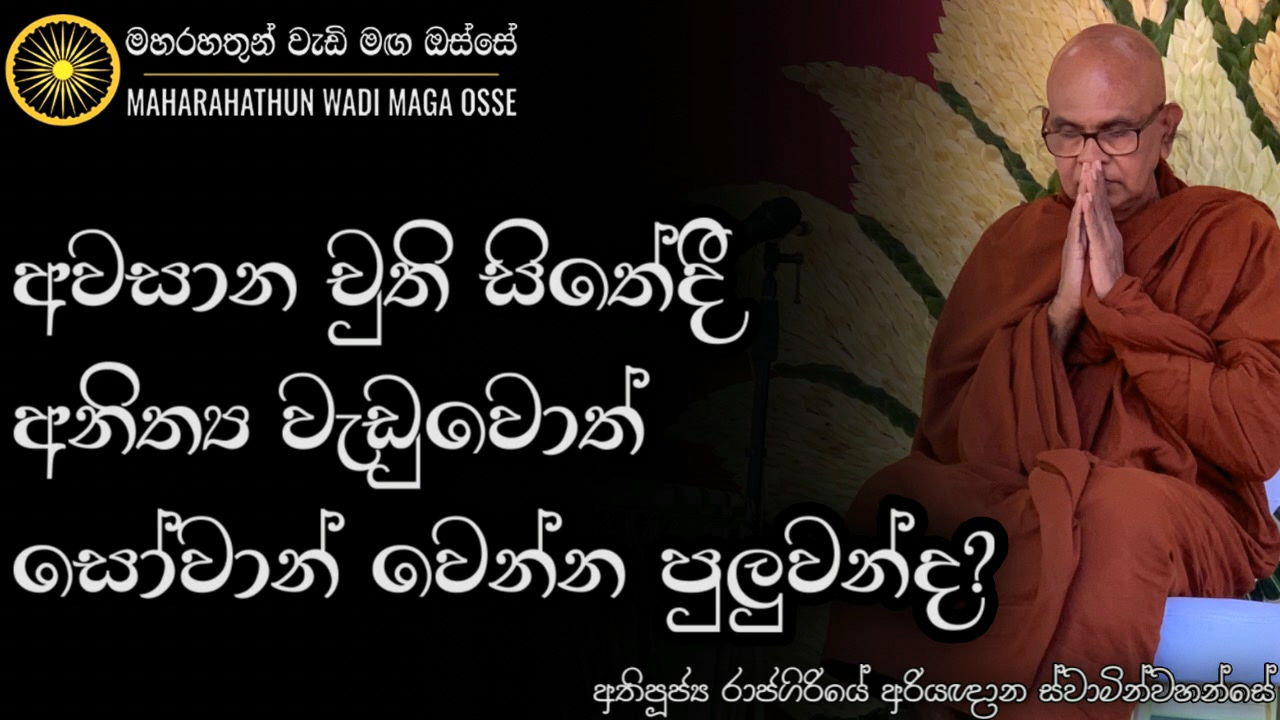 මහරහතුන් වැඩි මඟ ඔස්සේ
MAHARAHATHUN WADI MAGA OSSE
අවසාන චුති සිතේදී
අනිත්‍ය වැඩුවොත්
සෝවාන් වෙන්න පුලුවන්ද?
අතිපූජ්‍ය රාජගිරියේ අරියඥාන ස්වාමින්වහන්සේ